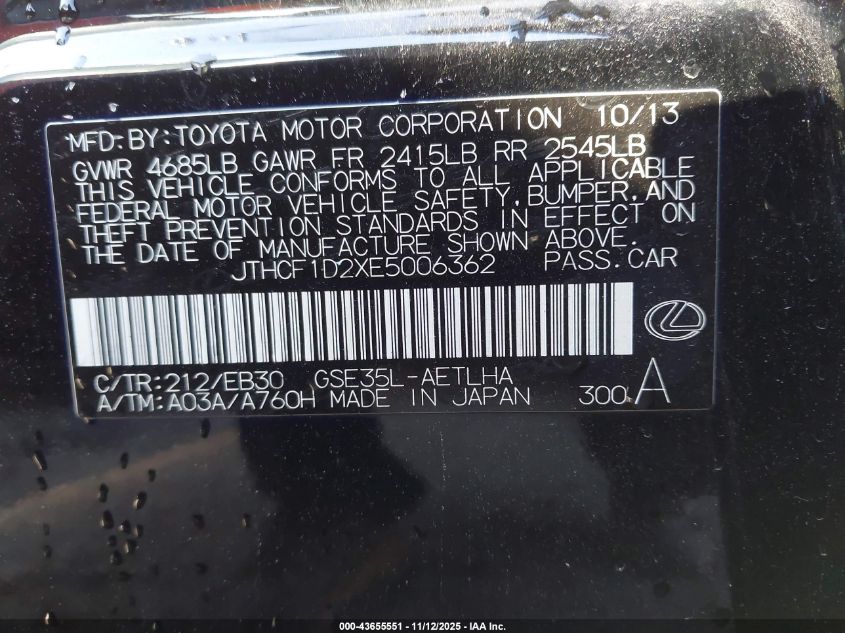 MFD. BY: TOYOTA MOTOR CORPORATION 10/13
GVWR 4685LB GAWR FR 2415LB RR 2545LB
THIS VEHICLE CONFORMS TO ALL APPLICABLE
FEDERAL MOTOR VEHICLE SAFETY, BUMPER, AND
THEFT PREVENTION STANDARDS IN EFFECT ON
THE DATE OF MANUFACTURE SHOWN ABOVE.
JTHCF1D2XE5006362 PASS. CAR
C/TR: 212/EB30 GSE35L-AETLHA
A/TM: A03A/A760H MADE IN JAPAN 300 A
000-43655551 - 11/12/2025 - IAA Inc.